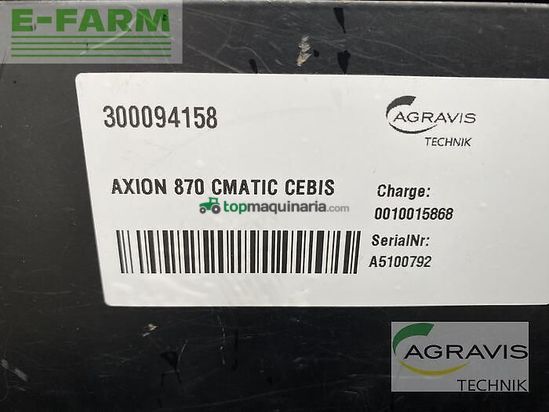 E-FARM
300094158
AGRAVIS
TECHNIK
AXION 870 CMATIC CEBIS
Charge:
0010015868
topmaquinaria.com
SerialNr:
A5100792
AGRAVIS
TECHNIK